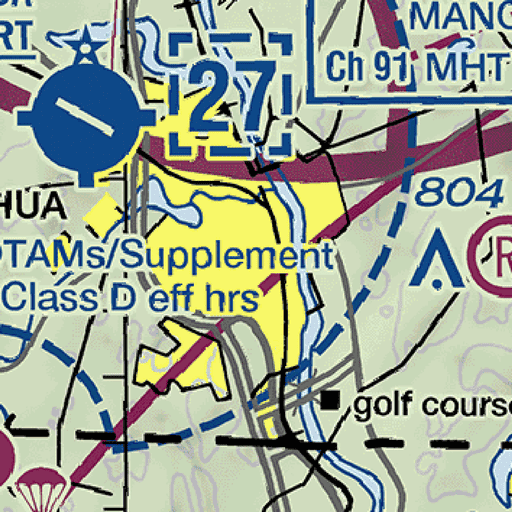 RT
MANC
Ch 91 MHT
27
804
HUA
R
OTAMs/Supplement
Class D eff hrs
golf course